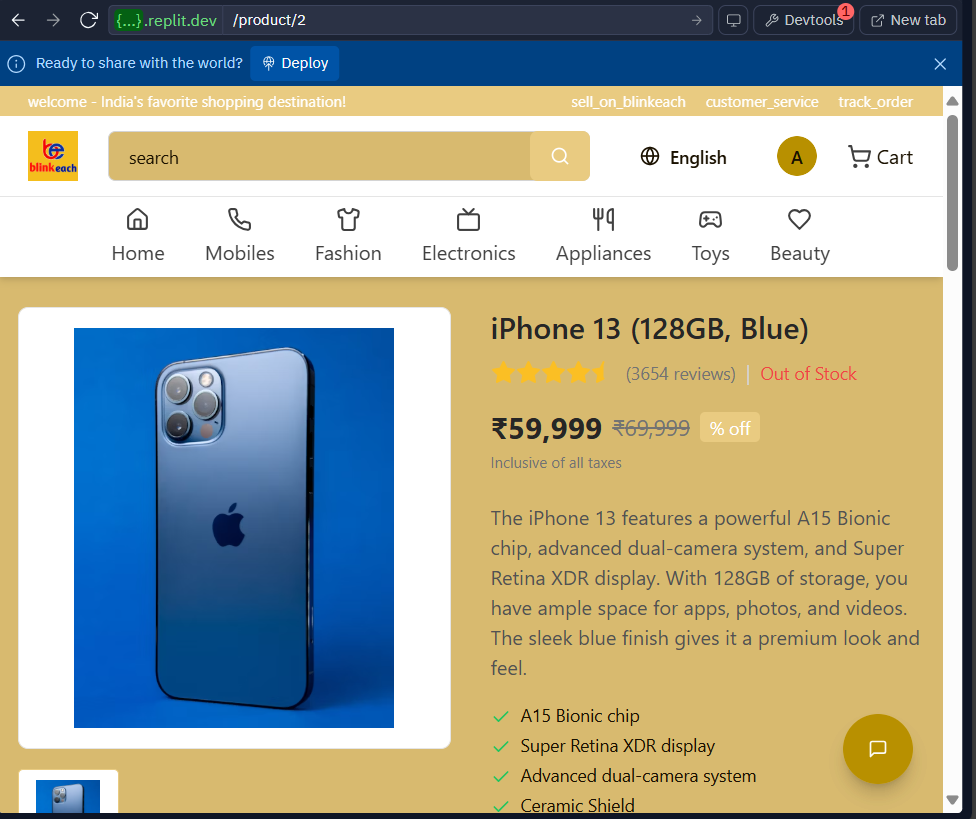 {...}.replit.dev /product/2 Devtools 1 New tab
Ready to share with the world? Deploy
welcome - India's favorite shopping destination! sell_on_blinkeach customer_service track_order
be
blinkeach
search English A Cart
Home Mobiles Fashion Electronics Appliances Toys Beauty
iPhone 13 (128GB, Blue)
(3654 reviews) | Out of Stock
₹59,999 ₹69,999 % off
Inclusive of all taxes
The iPhone 13 features a powerful A15 Bionic
chip, advanced dual-camera system, and Super
Retina XDR display. With 128GB of storage, you
have ample space for apps, photos, and videos.
The sleek blue finish gives it a premium look and
feel.
A15 Bionic chip
Super Retina XDR display
Advanced dual-camera system
Ceramic Shield